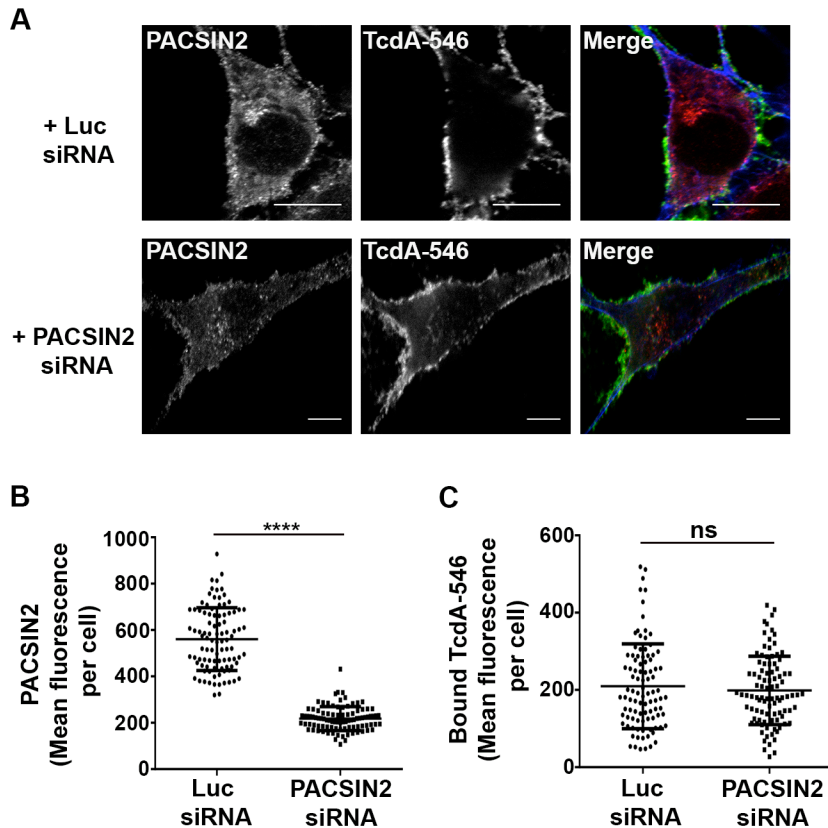 A
PACSIN2 TcdA-546 Merge
+ Luc
siRNA
PACSIN2 TcdA-546 Merge
+ PACSIN2
siRNA
B
PACSIN2
(Mean fluorescence
per cell)
1000
800
600
400
200
0
****
Luc
siRNA
PACSIN2
siRNA
C
Bound TcdA-546
(Mean fluorescence
per cell)
600
400
200
0
ns
Luc
siRNA
PACSIN2
siRNA